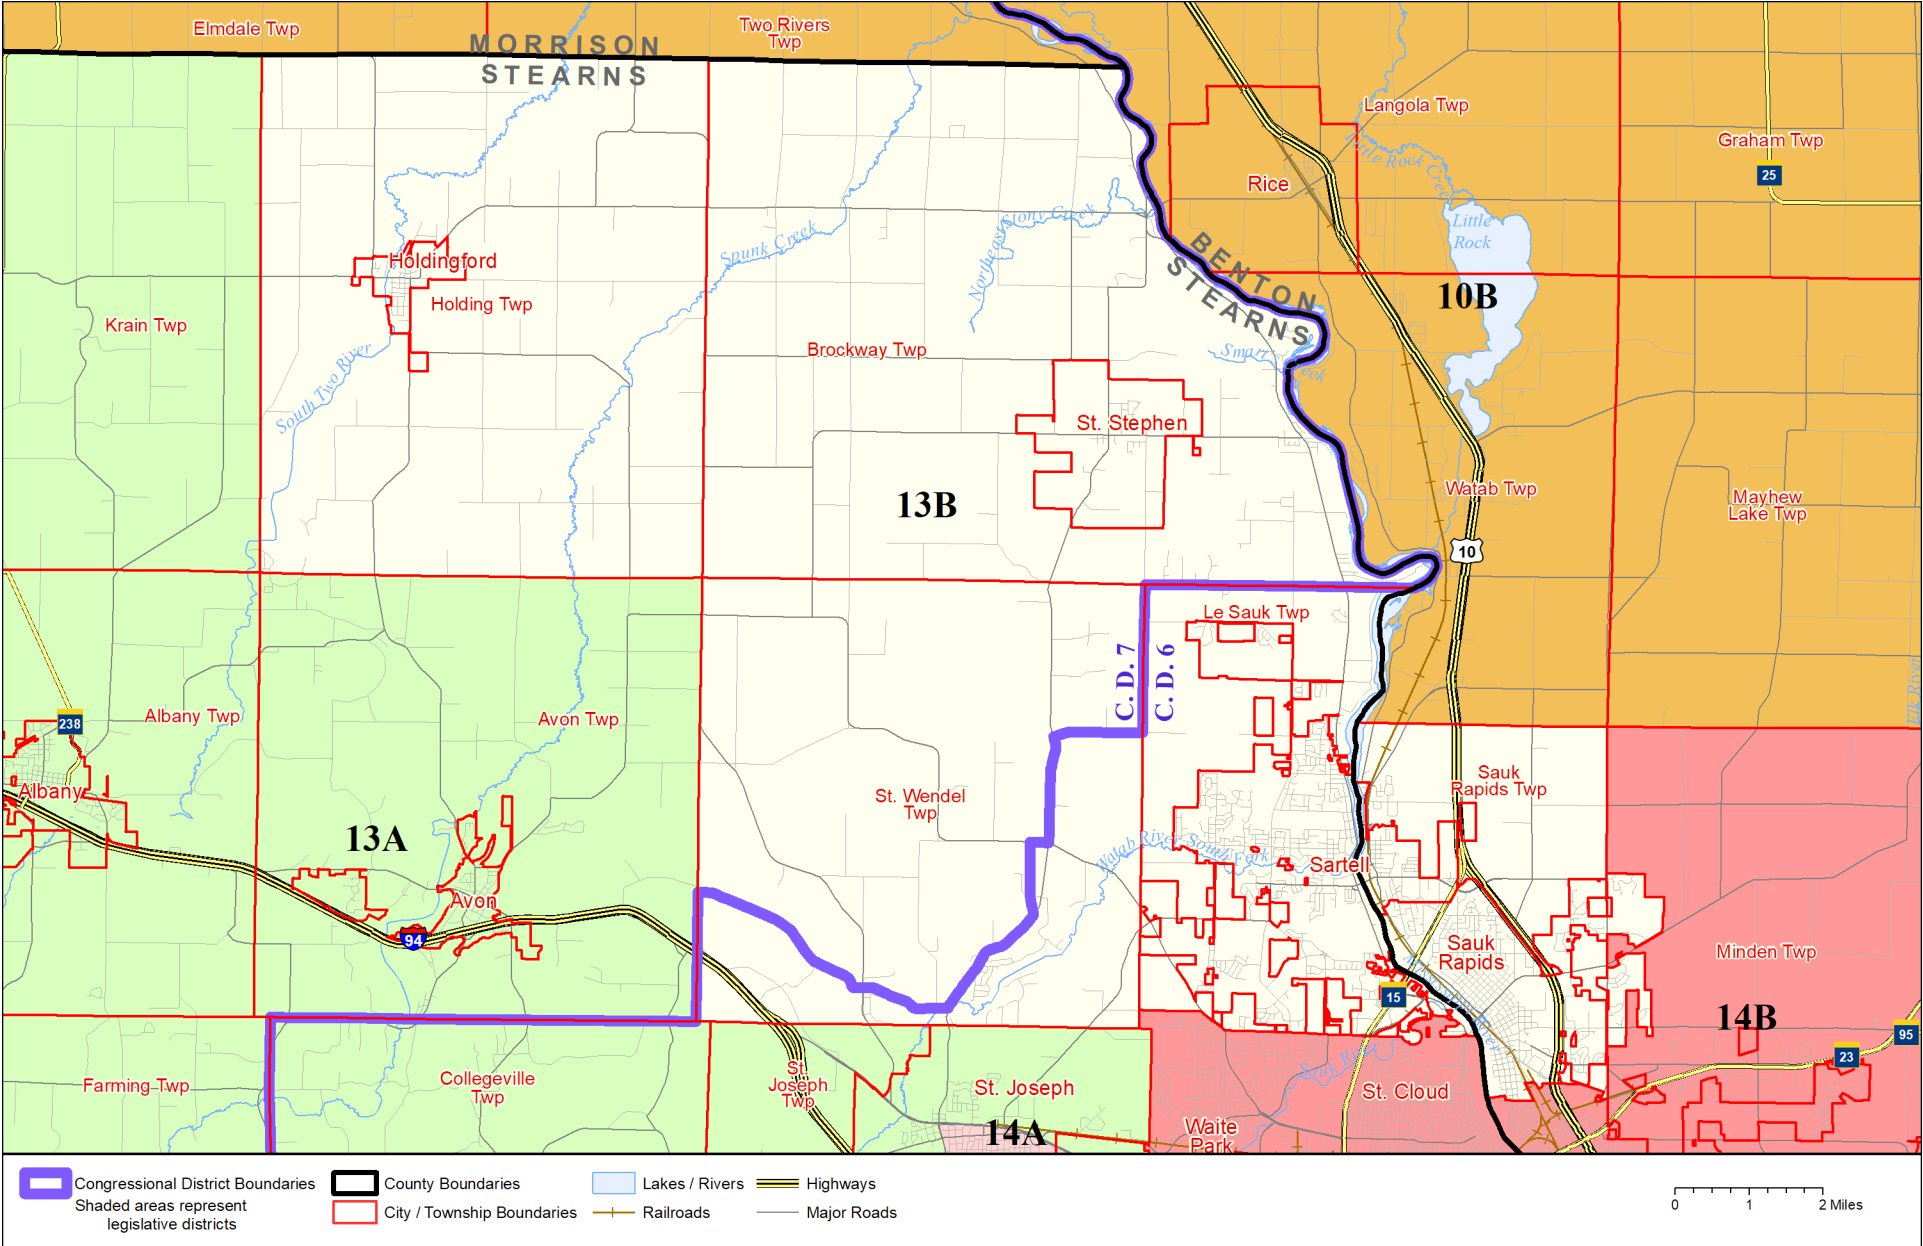 Elmdale Twp
Two Rivers
Twp
MORRISON
STEARNS
Langola Twp
Graham Twp
25
Little Rock Creek
Rice
Little
Rock
Stony Creek
Northeast
Spunk Creek
BENTON
STEARNS
Holdingford
Holding Twp
10B
Krain Twp
Brockway Twp
South Two River
Smart Creek
St. Stephen
13B
Watab Twp
Mayhew
Lake Twp
10
Le Sauk Twp
C. D. 7
C. D. 6
Elk River
238
Albany Twp
Avon Twp
Albany
St. Wendel
Twp
Sauk
Rapids Twp
13A
Watab River South Fork
Sartell
Avon
94
Sauk
Rapids
Minden Twp
15
14B
95
23
Farming Twp
Collegeville
Twp
St.
Joseph
Twp
St. Joseph
Sauk River
St. Cloud
14A
Waite
Park
Congressional District Boundaries
Shaded areas represent
legislative districts
County Boundaries
City / Township Boundaries
Lakes / Rivers
Railroads
Highways
Major Roads
0 1 2 Miles